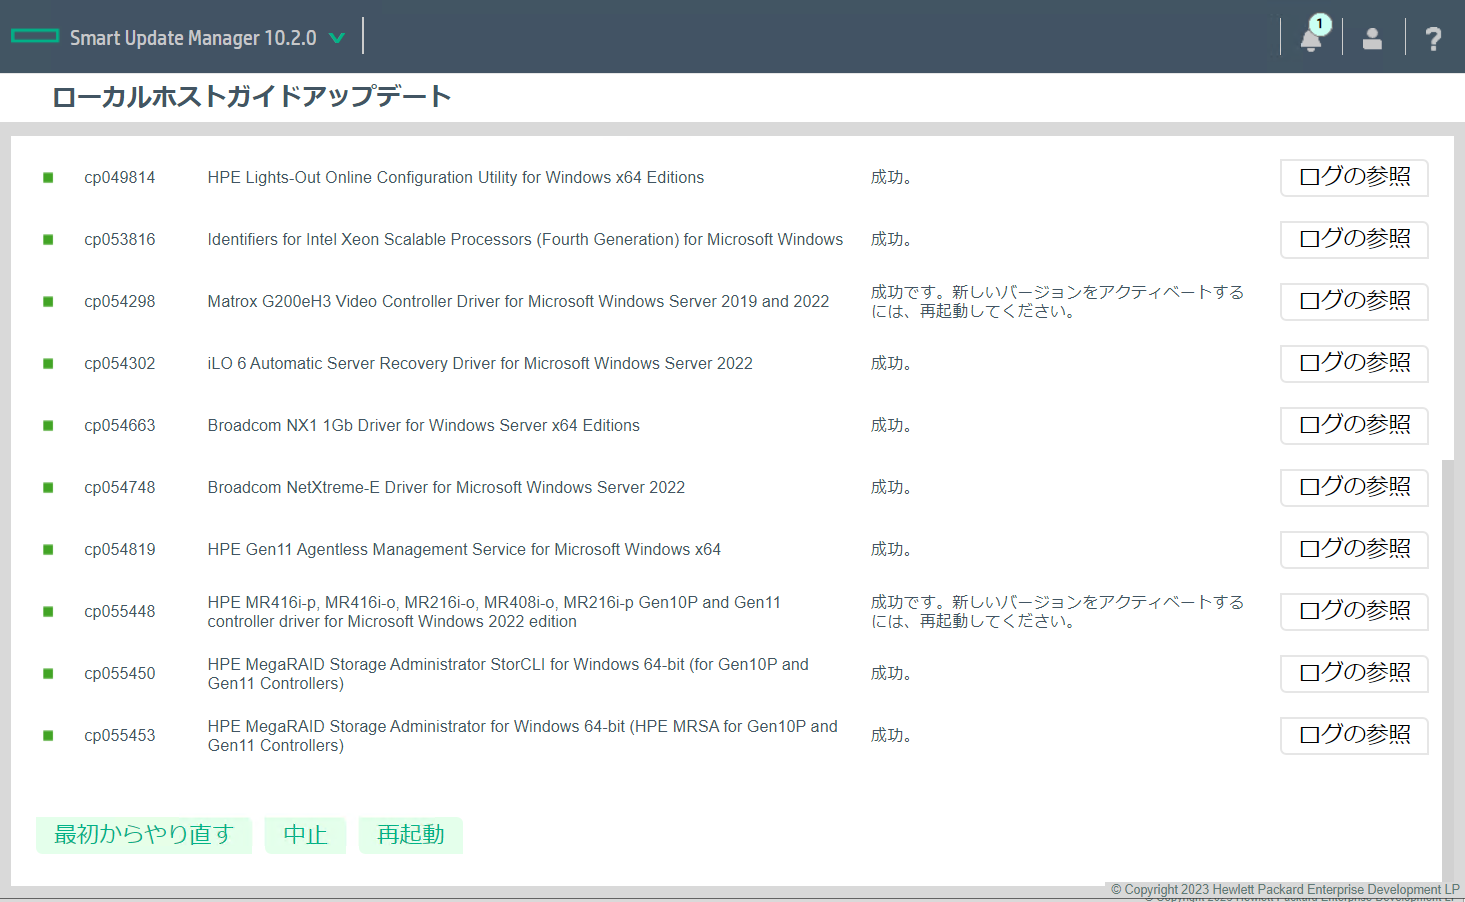 Smart Update Manager 10.2.0
1
?
ローカルホストガイドアップデート
cp049814 HPE Lights-Out Online Configuration Utility for Windows x64 Editions 成功。 ログの参照
cp053816 Identifiers for Intel Xeon Scalable Processors (Fourth Generation) for Microsoft Windows 成功。 ログの参照
cp054298 Matrox G200eH3 Video Controller Driver for Microsoft Windows Server 2019 and 2022 成功です。新しいバージョンをアクティベートする
には、再起動してください。 ログの参照
cp054302 iLO 6 Automatic Server Recovery Driver for Microsoft Windows Server 2022 成功。 ログの参照
cp054663 Broadcom NX1 1Gb Driver for Windows Server x64 Editions 成功。 ログの参照
cp054748 Broadcom NetXtreme-E Driver for Microsoft Windows Server 2022 成功。 ログの参照
cp054819 HPE Gen11 Agentless Management Service for Microsoft Windows x64 成功。 ログの参照
cp055448 HPE MR416i-p, MR416i-o, MR216i-o, MR408i-o, MR216i-p Gen10P and Gen11
controller driver for Microsoft Windows 2022 edition 成功です。新しいバージョンをアクティベートする
には、再起動してください。 ログの参照
cp055450 HPE MegaRAID Storage Administrator StorCLI for Windows 64-bit (for Gen10P and
Gen11 Controllers) 成功。 ログの参照
cp055453 HPE MegaRAID Storage Administrator for Windows 64-bit (HPE MRSA for Gen10P and
Gen11 Controllers) 成功。 ログの参照
最初からやり直す 中止 再起動
© Copyright 2023 Hewlett Packard Enterprise Development LP
© Copyright 2023 Hewlett Packard Enterprise Development LP